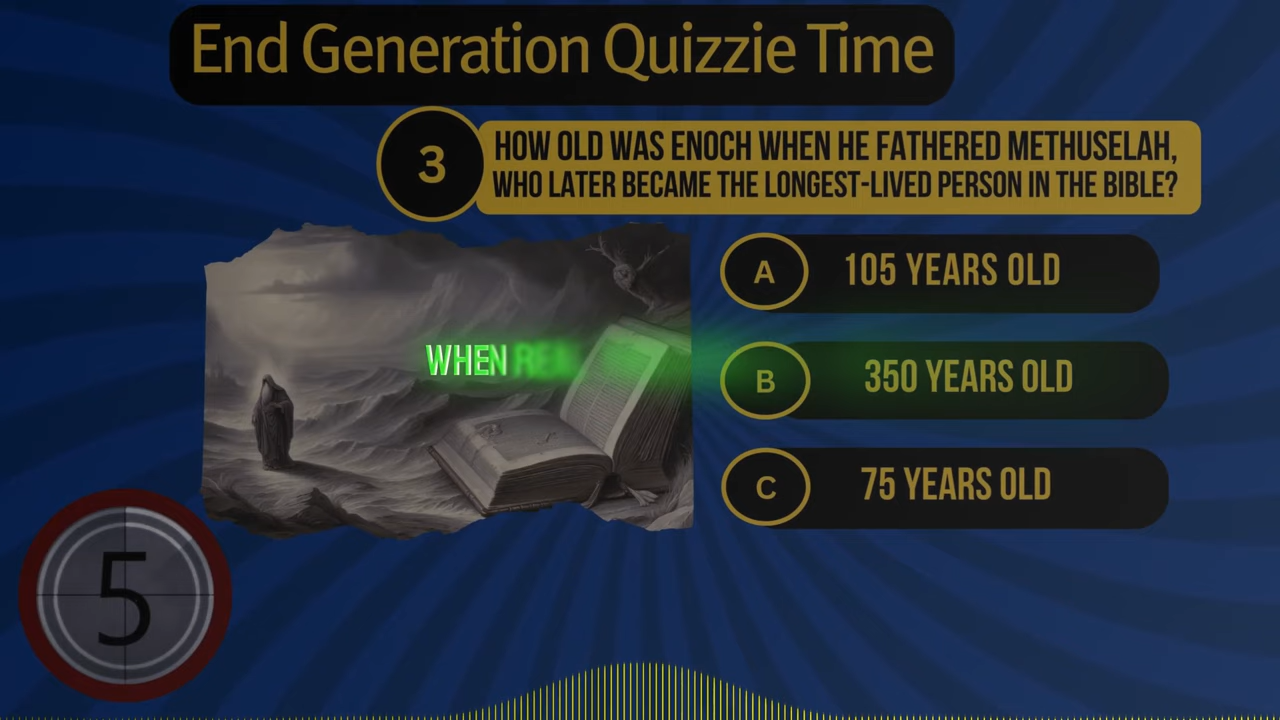 End Generation Quizzie Time
3
HOW OLD WAS ENOCH WHEN HE FATHERED METHUSELAH,
WHO LATER BECAME THE LONGEST-LIVED PERSON IN THE BIBLE?
A 105 YEARS OLD
WHEN
B 350 YEARS OLD
C 75 YEARS OLD
5